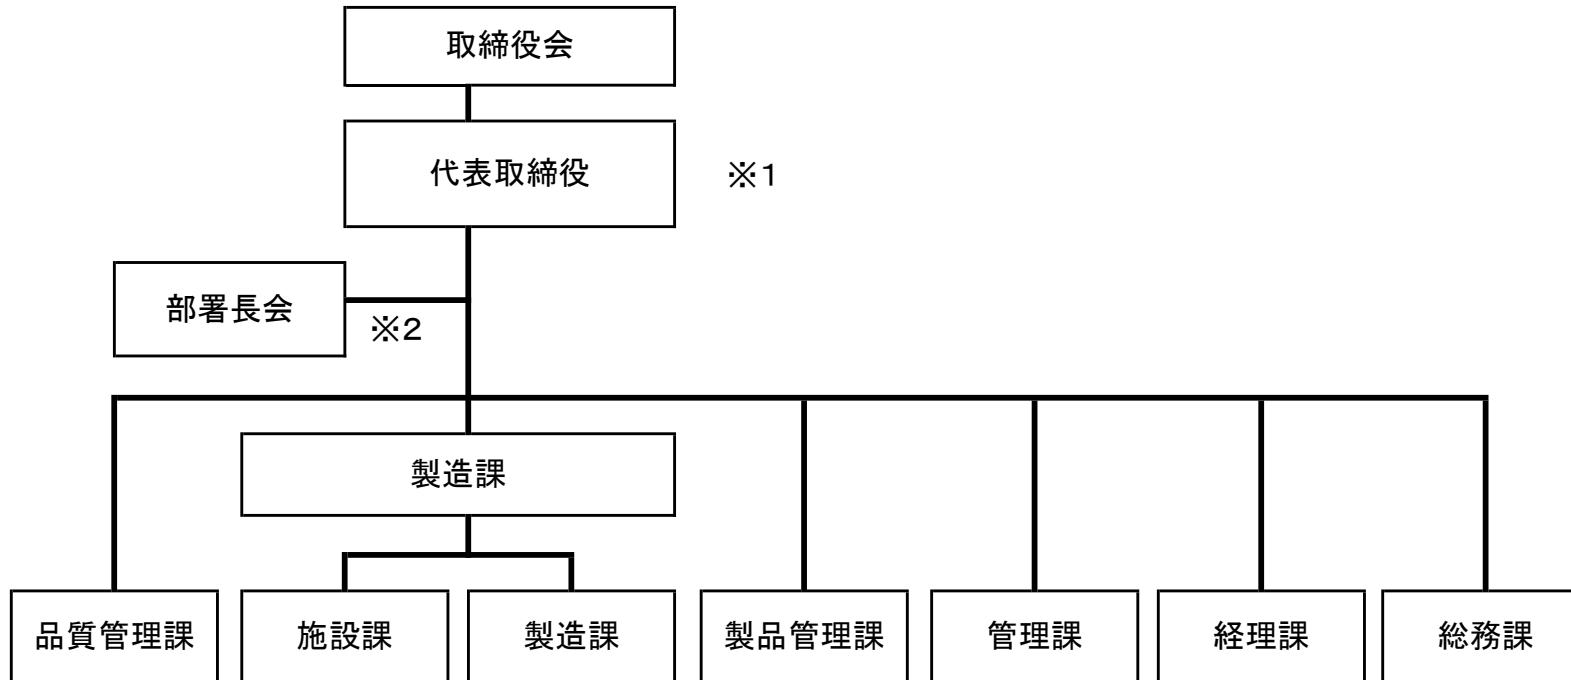 取締役会
代表取締役
※1
部署長会
※2
製造課
品質管理課
施設課
製造課
製品管理課
管理課
経理課
総務課